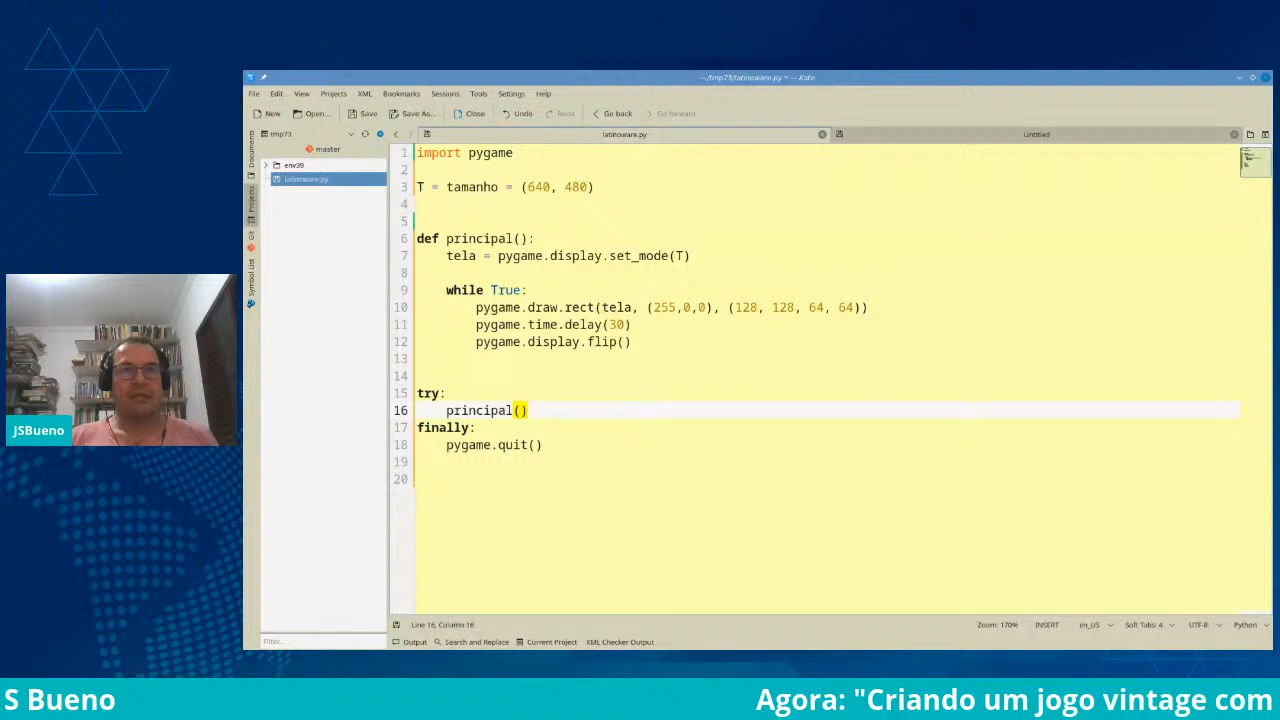 ~/tmp73/latinoware.py * — Kate
File Edit View Projects XML Bookmarks Sessions Tools Settings Help
New Open... Save Save As... Close Undo Redo Go back Go forward
tmp73 latinoware.py Untitled
master
env39
latinoware.py
Documents
Projects
Git
Symbol List
1 import pygame
2
3 T = tamanho = (640, 480)
4
5
6 def principal():
7 tela = pygame.display.set_mode(T)
8
9 while True:
10 pygame.draw.rect(tela, (255,0,0), (128, 128, 64, 64))
11 pygame.time.delay(30)
12 pygame.display.flip()
13
14
15 try:
16 principal()
17 finally:
18 pygame.quit()
19
20
JSBueno
Filter...
Line 16, Column 16 Zoom: 170% INSERT en_US Soft Tabs: 4 UTF-8 Python
Output Search and Replace Current Project XML Checker Output
S Bueno Agora: "Criando um jogo vintage com